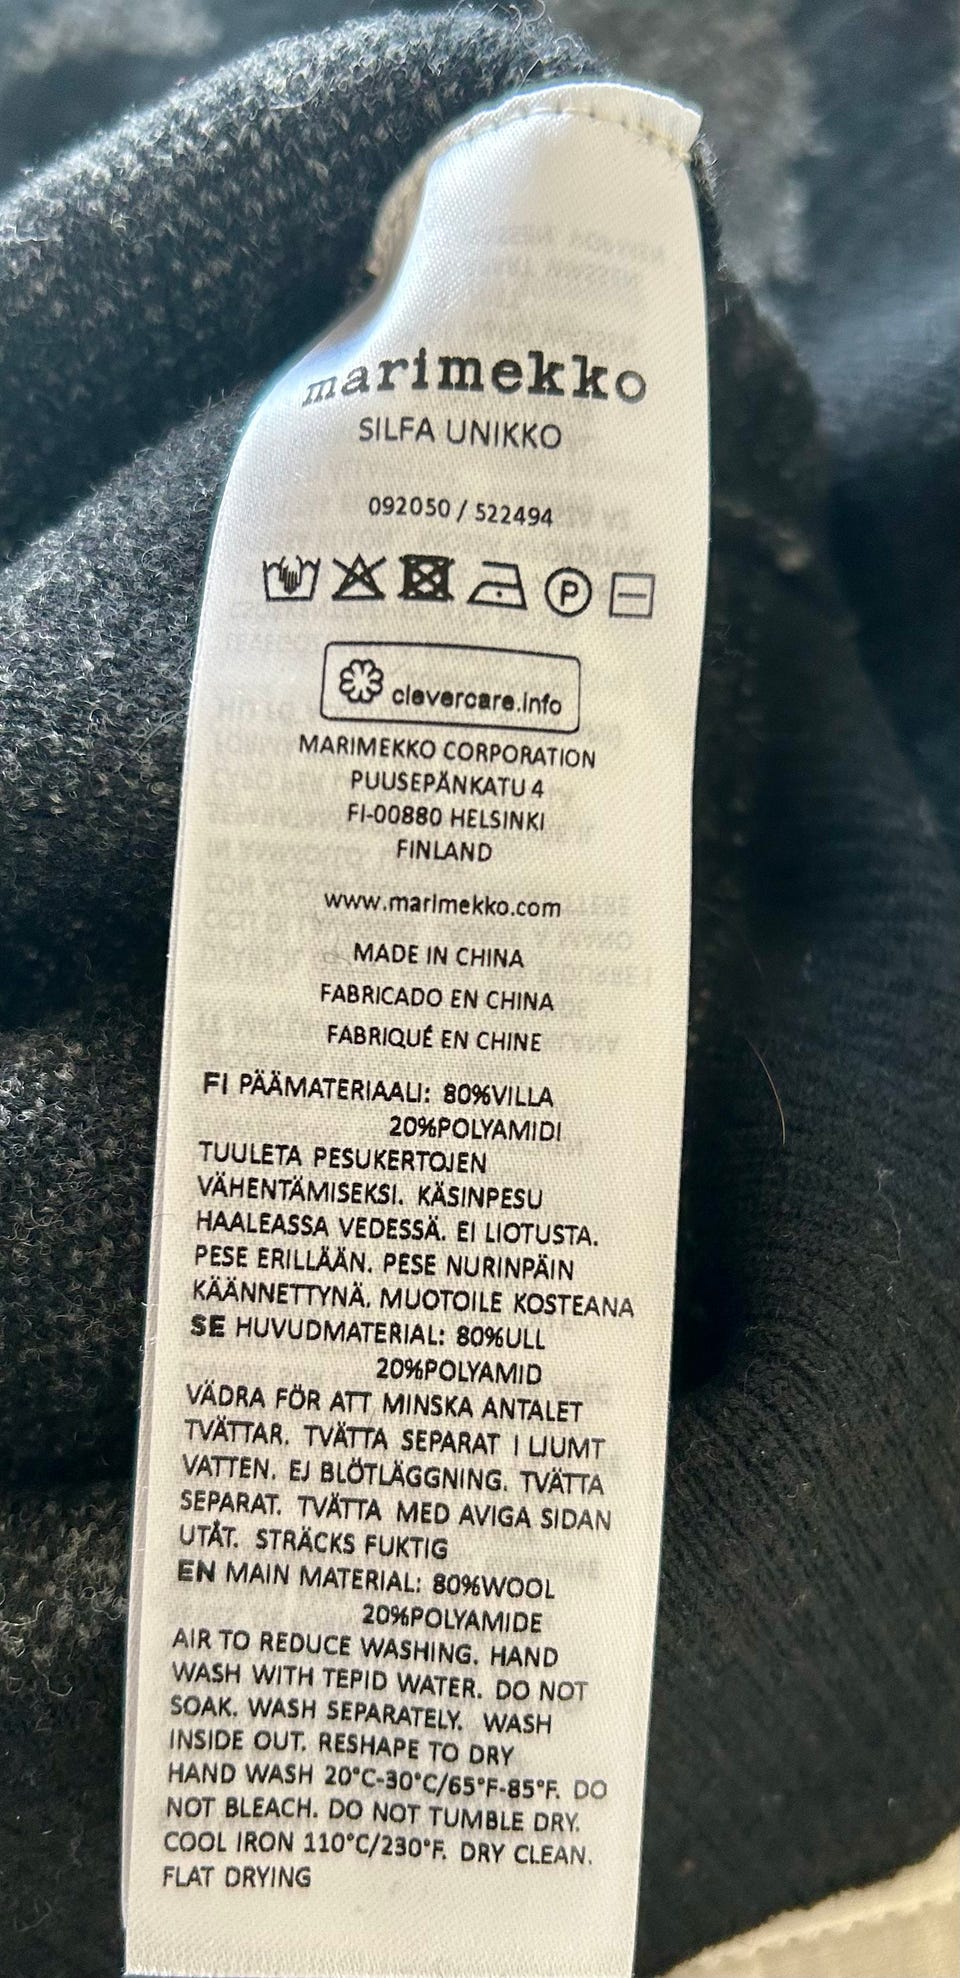 marimekko
SILFA UNIKKO
092050 / 522494
P
clevercare.info
MARIMEKKO CORPORATION
PUUSEPÄNKATU 4
FI-00880 HELSINKI
FINLAND
www.marimekko.com
MADE IN CHINA
FABRICADO EN CHINA
FABRIQUÉ EN CHINE
FI PÄÄMATERIAALI: 80%VILLA
20%POLYAMIDI
TUULETA PESUKERTOJEN
VÄHENTÄMISEKSI. KÄSINPESU
HAALEASSA VEDESSÄ. EI LIOTUSTA.
PESE ERILLÄÄN. PESE NURINPÄIN
KÄÄNNETTYNÄ. MUOTOILE KOSTEANA
SE HUVUDMATERIAL: 80%ULL
20%POLYAMID
VÄDRA FÖR ATT MINSKA ANTALET
TVÄTTAR. TVÄTTA SEPARAT I LJUMT
VATTEN. EJ BLÖTLÄGGNING. TVÄTTA
SEPARAT. TVÄTTA MED AVIGA SIDAN
UTÅT. STRÄCKS FUKTIG
EN MAIN MATERIAL: 80%WOOL
20%POLYAMIDE
AIR TO REDUCE WASHING. HAND
WASH WITH TEPID WATER. DO NOT
SOAK. WASH SEPARATELY. WASH
INSIDE OUT. RESHAPE TO DRY
HAND WASH 20°C-30°C/65°F-85°F. DO
NOT BLEACH. DO NOT TUMBLE DRY.
COOL IRON 110°C/230°F. DRY CLEAN.
FLAT DRYING